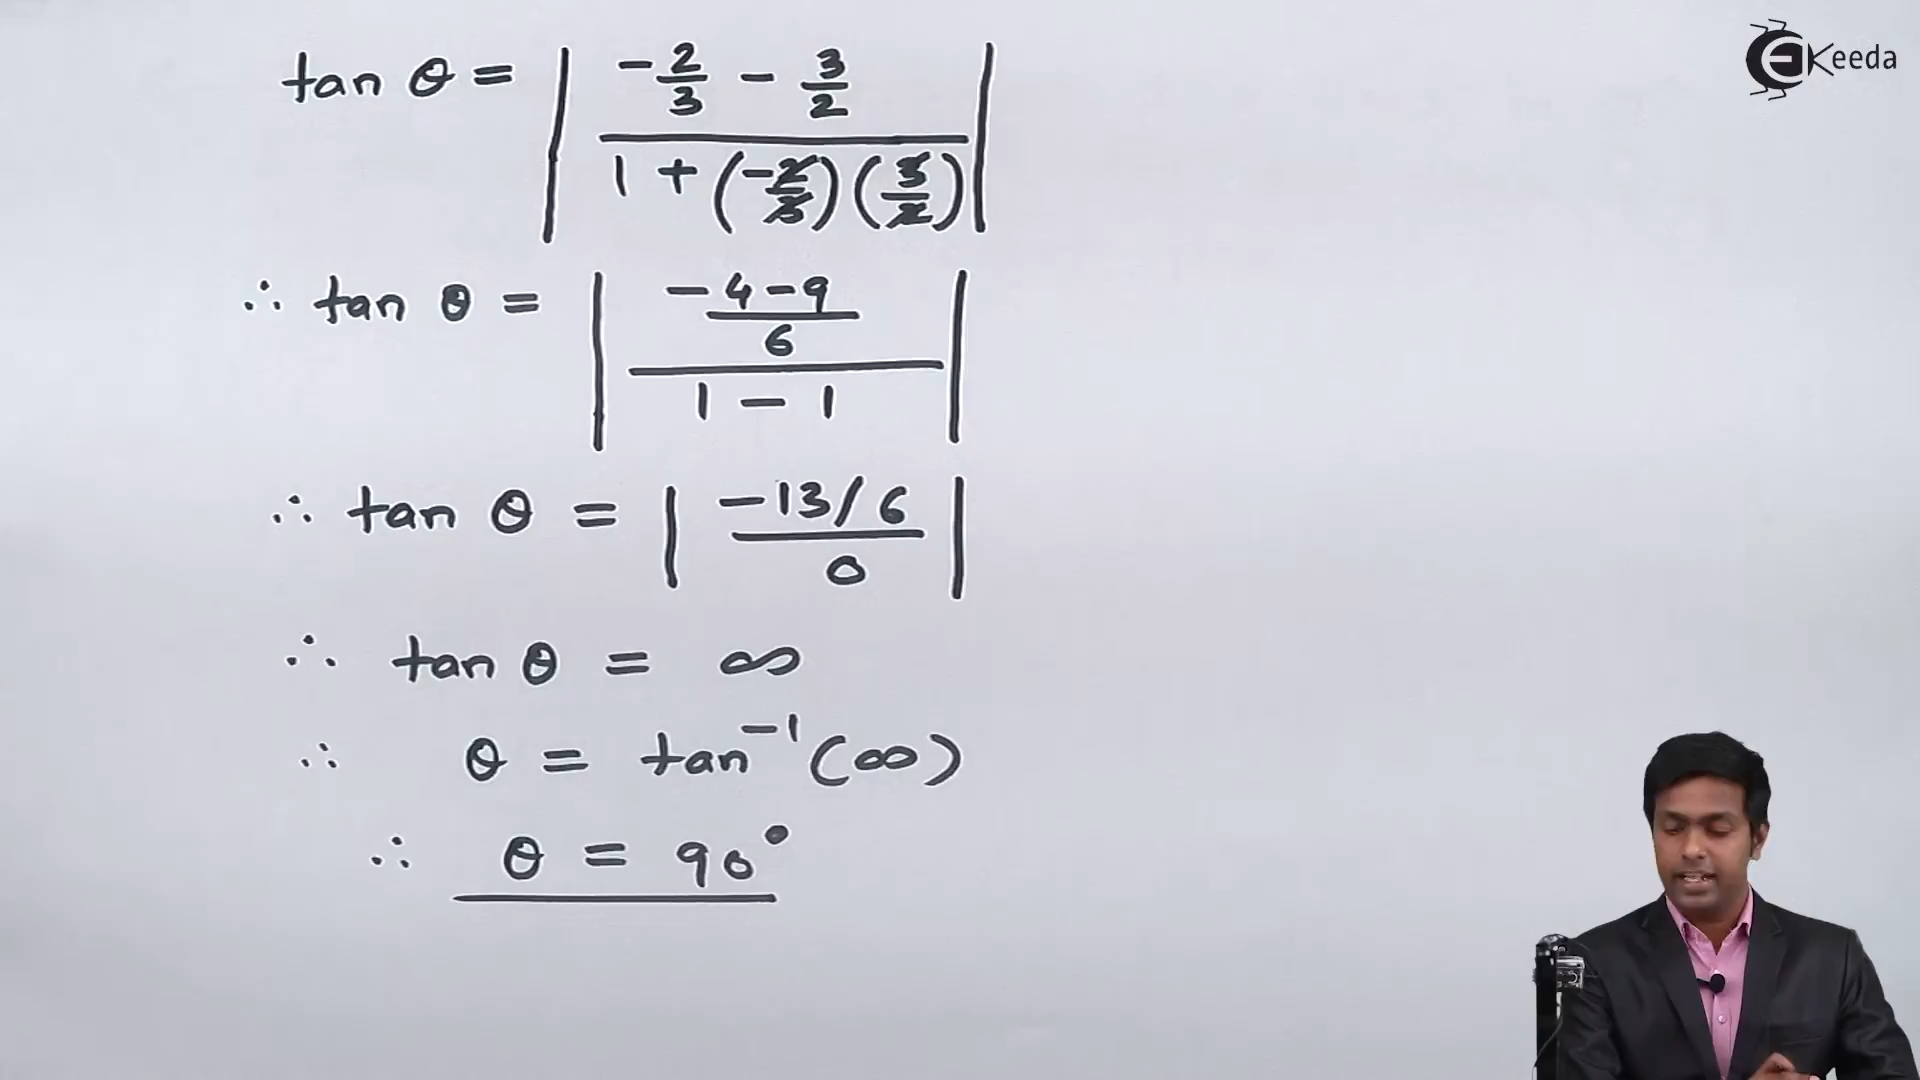 EKeeda
tan θ = | (-2/3 - 3/2) / (1 + (-2/3)(3/2)) |
∴ tan θ = | ((-4-9)/6) / (1 - 1) |
∴ tan θ = | (-13/6) / 0 |
∴ tan θ = ∞
∴ θ = tan⁻¹(∞)
∴ θ = 90°